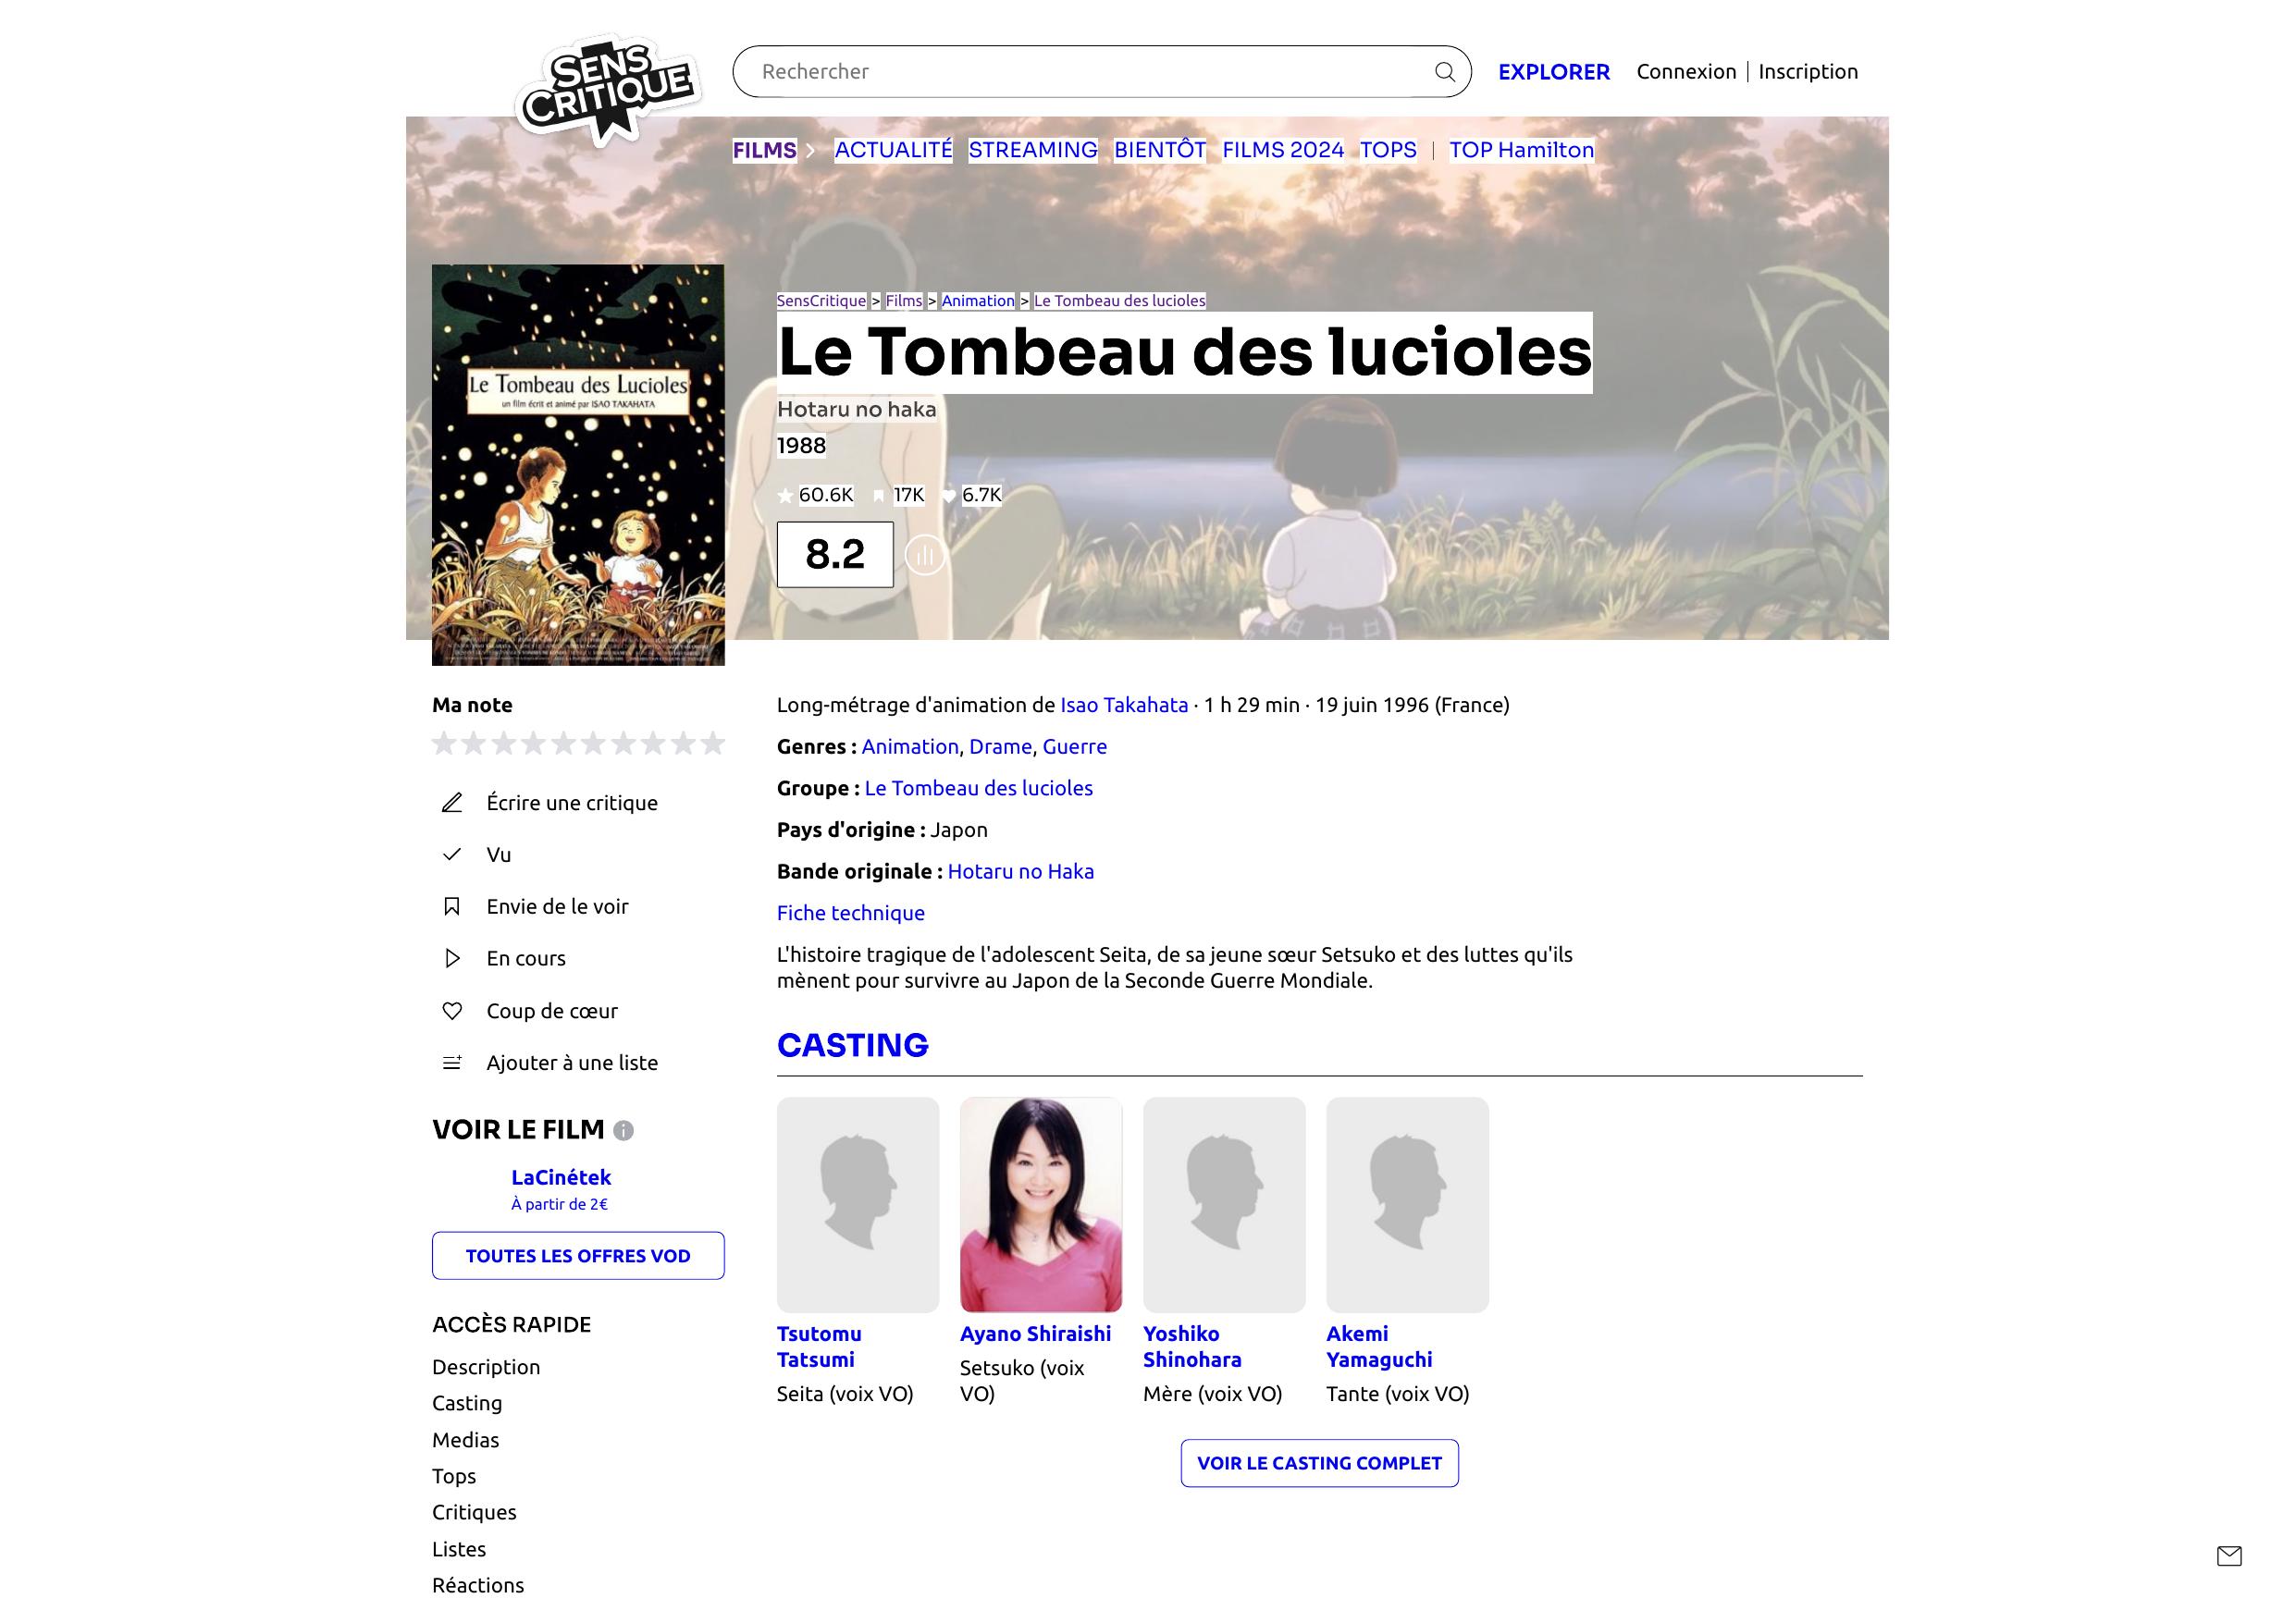 SENS
CRITIQUE
Rechercher
EXPLORER
Connexion | Inscription
FILMS
ACTUALITÉ STREAMING BIENTÔT FILMS 2024 TOPS | TOP Hamilton
Le Tombeau des Lucioles
un film écrit et animé par ISAO TAKAHATA
SensCritique > Films > Animation > Le Tombeau des lucioles
Le Tombeau des lucioles
Hotaru no haka
1988
60.6K 17K 6.7K
8.2
Ma note
Écrire une critique
Vu
Envie de le voir
En cours
Coup de cœur
Ajouter à une liste
VOIR LE FILM
LaCinétek
À partir de 2€
TOUTES LES OFFRES VOD
ACCÈS RAPIDE
Description
Casting
Medias
Tops
Critiques
Listes
Réactions
Long-métrage d'animation de Isao Takahata · 1 h 29 min · 19 juin 1996 (France)
Genres : Animation, Drame, Guerre
Groupe : Le Tombeau des lucioles
Pays d'origine : Japon
Bande originale : Hotaru no Haka
Fiche technique
L'histoire tragique de l'adolescent Seita, de sa jeune sœur Setsuko et des luttes qu'ils
mènent pour survivre au Japon de la Seconde Guerre Mondiale.
CASTING
Tsutomu
Tatsumi
Seita (voix VO)
Ayano Shiraishi
Setsuko (voix
VO)
Yoshiko
Shinohara
Mère (voix VO)
Akemi
Yamaguchi
Tante (voix VO)
VOIR LE CASTING COMPLET